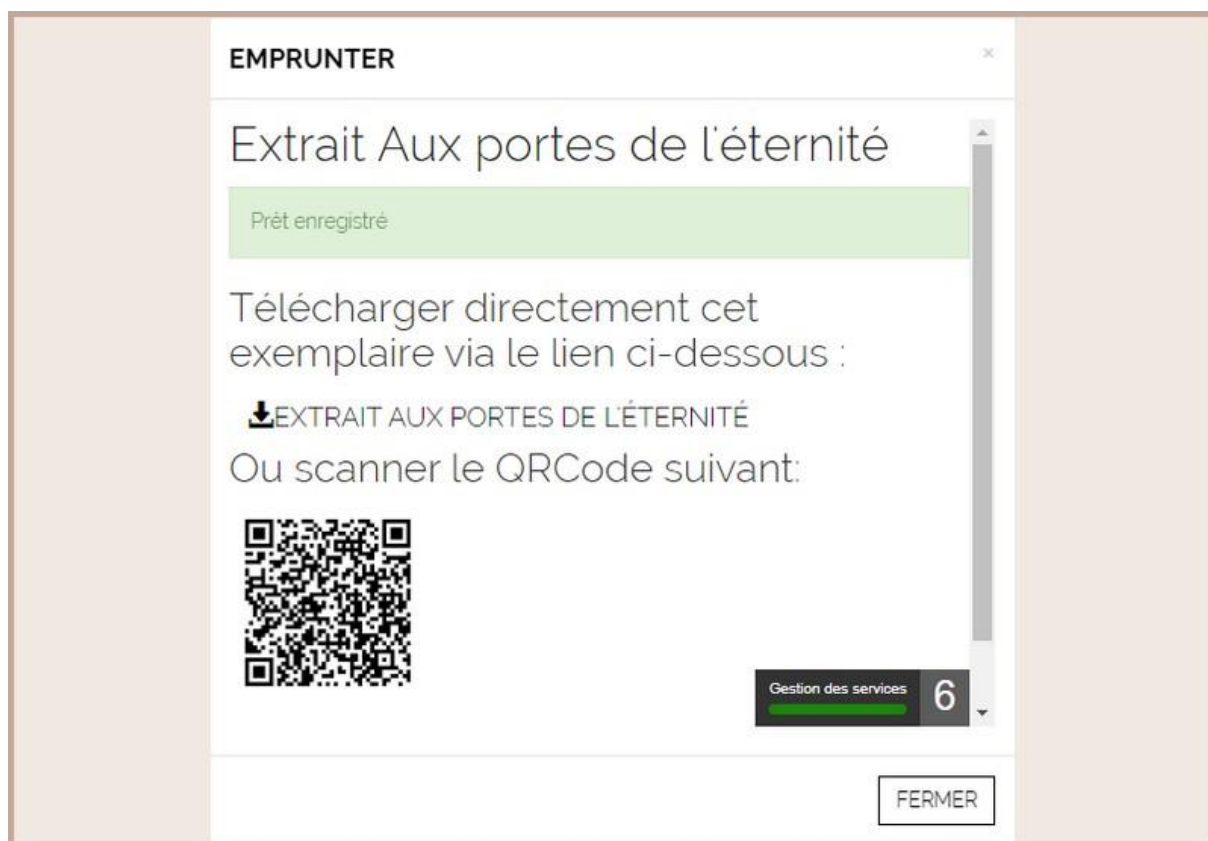 EMPRUNTER
×
Extrait Aux portes de l'éternité
Prêt enregistré
Télécharger directement cet
exemplaire via le lien ci-dessous :
EXTRAIT AUX PORTES DE L'ÉTERNITÉ
Ou scanner le QRCode suivant:
Gestion des services
6
FERMER